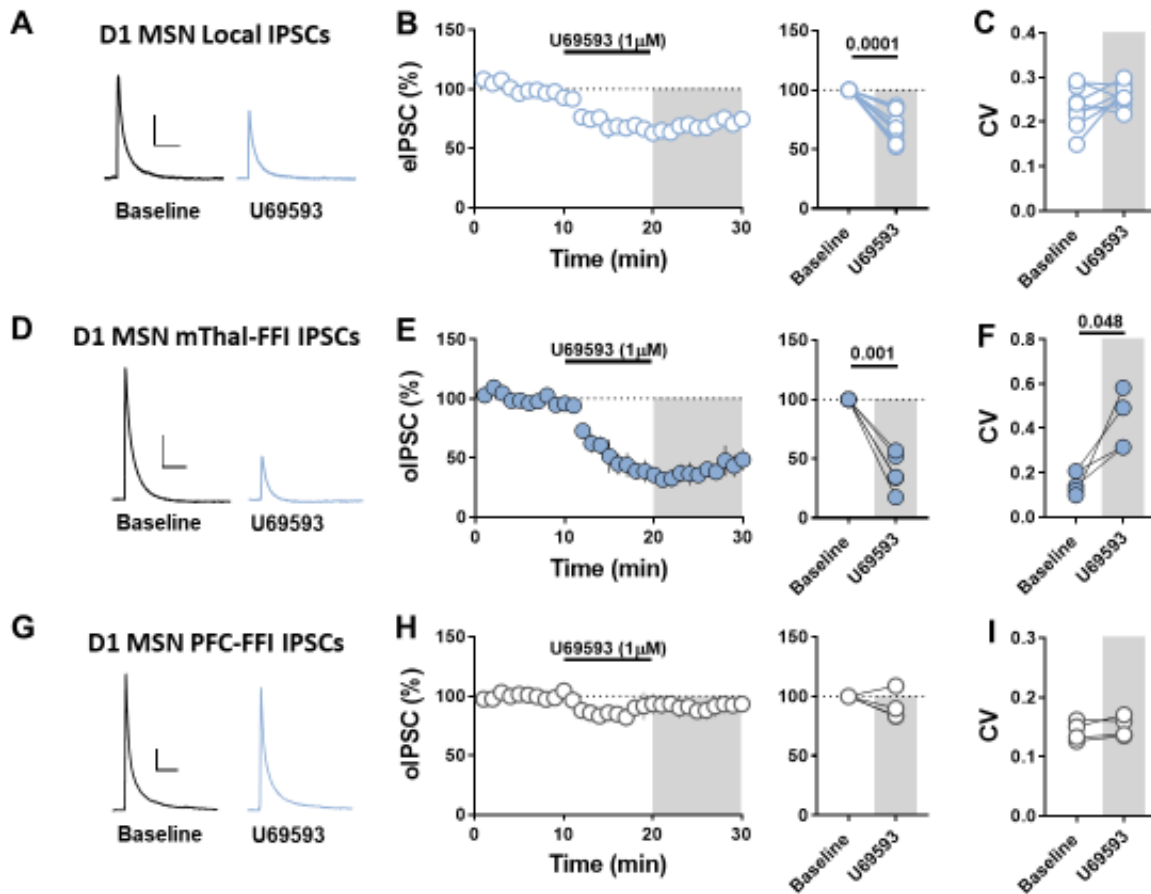 A
D1 MSN Local IPSCs
Baseline
U69593
B
U69593 (1μM)
eIPSC (%)
150
100
50
0
0
10
20
30
Time (min)
0.0001
150
100
50
0
Baseline
U69593
C
CV
0.4
0.3
0.2
0.1
0.0
Baseline
U69593
D
D1 MSN mThal-FFI IPSCs
Baseline
U69593
E
U69593 (1μM)
oIPSC (%)
150
100
50
0
0
10
20
30
Time (min)
0.001
150
100
50
0
Baseline
U69593
F
0.048
CV
0.8
0.6
0.4
0.2
0.0
Baseline
U69593
G
D1 MSN PFC-FFI IPSCs
Baseline
U69593
H
U69593 (1μM)
oIPSC (%)
150
100
50
0
0
10
20
30
Time (min)
150
100
50
0
Baseline
U69593
I
CV
0.3
0.2
0.1
0.0
Baseline
U69593